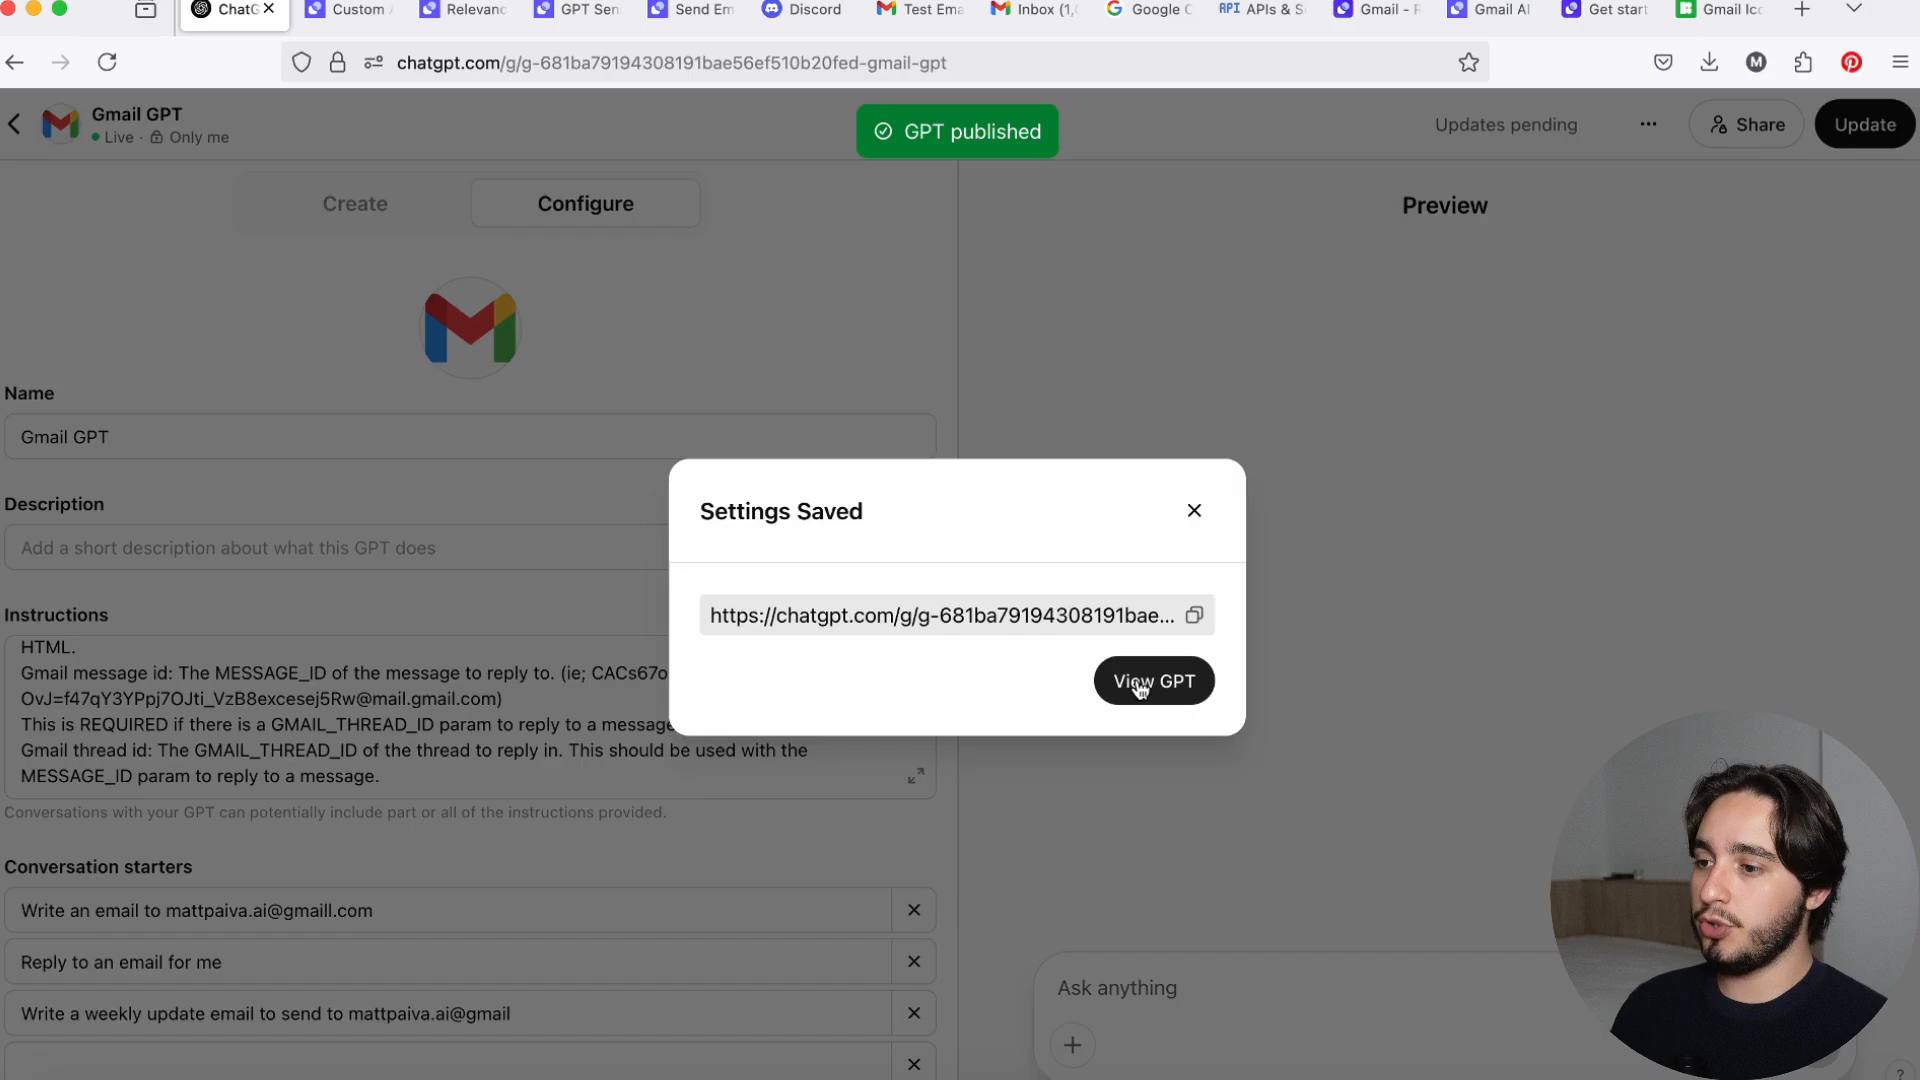 ChatG
Custom
Relevanc
GPT Sen
Send Em
Discord
Test Ema
Inbox (1,
Google C
API APIs & S
Gmail - F
Gmail AI
Get start
Gmail Ico
chatgpt.com/g/g-681ba79194308191bae56ef510b20fed-gmail-gpt
M
Gmail GPT
Live · Only me
GPT published
Updates pending
Share
Update
Create
Configure
Preview
Name
Gmail GPT
Description
Add a short description about what this GPT does
Settings Saved
https://chatgpt.com/g/g-681ba79194308191bae...
View GPT
Instructions
HTML.
Gmail message id: The MESSAGE_ID of the message to reply to. (ie; CACs67o
OvJ=f47qY3YPpj7OJti_VzB8excesej5Rw@mail.gmail.com)
This is REQUIRED if there is a GMAIL_THREAD_ID param to reply to a message
Gmail thread id: The GMAIL_THREAD_ID of the thread to reply in. This should be used with the
MESSAGE_ID param to reply to a message.
Conversations with your GPT can potentially include part or all of the instructions provided.
Conversation starters
Write an email to mattpaiva.ai@gmaill.com
Reply to an email for me
Write a weekly update email to send to mattpaiva.ai@gmail
Ask anything
?